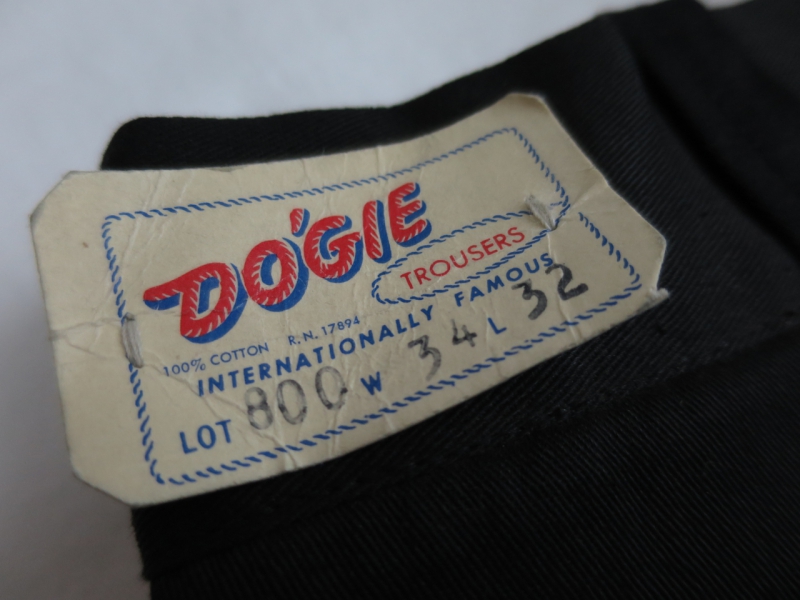 DO'GIE
TROUSERS
100% COTTON R.N. 17894
INTERNATIONALLY FAMOUS
LOT 800 W 34 L 32